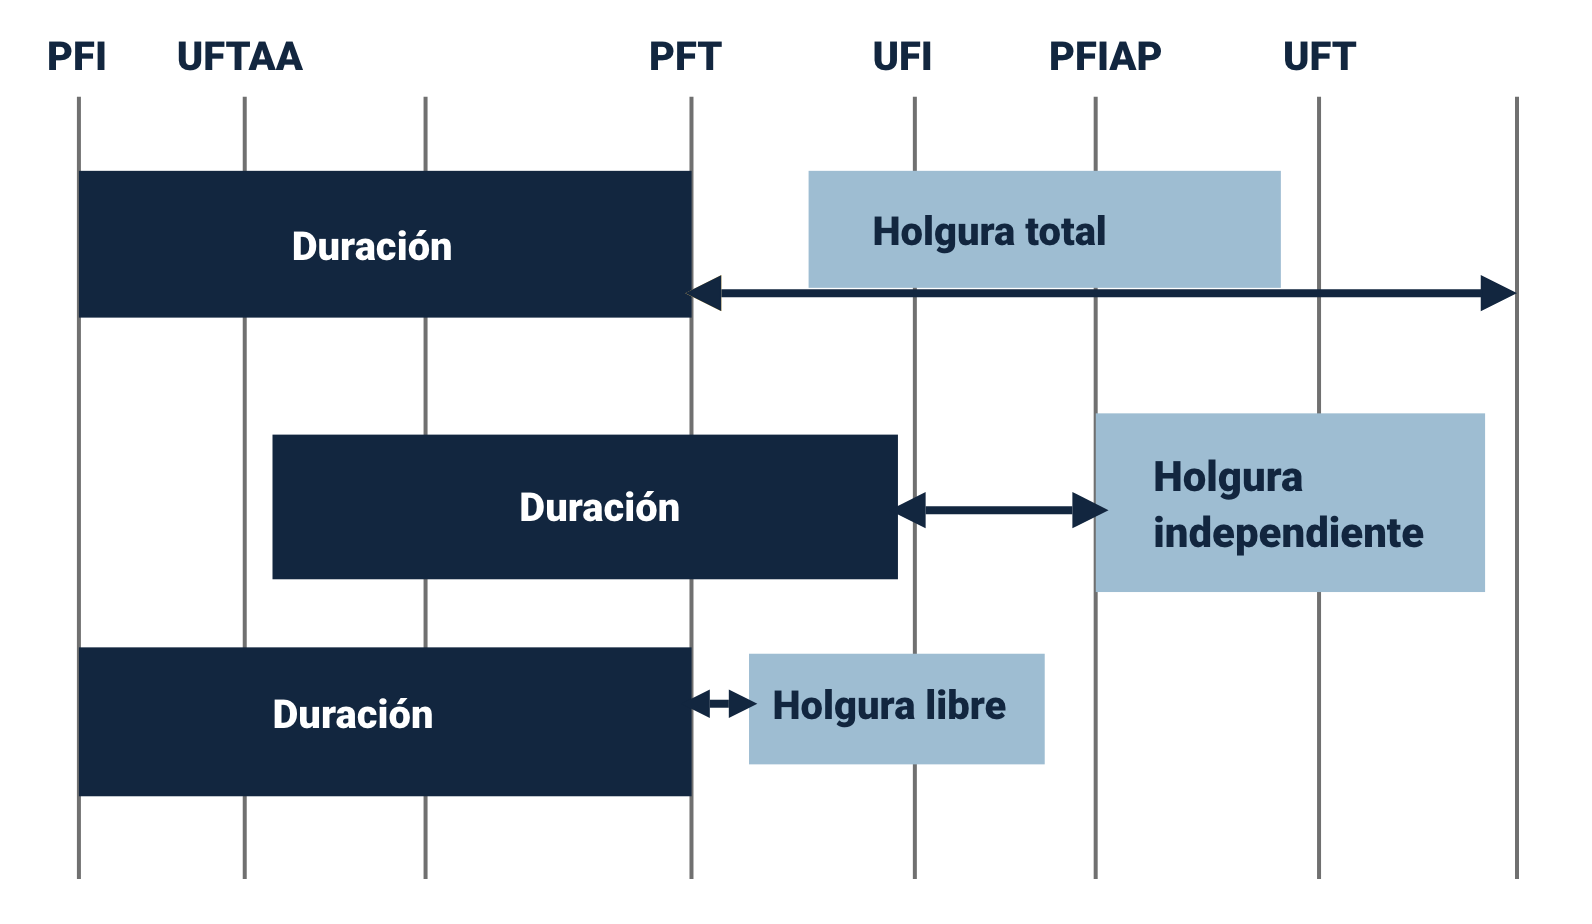 PFI UFTAA PFT UFI PFIAP UFT
Duración
Holgura total
Duración
Holgura
independiente
Duración
Holgura libre